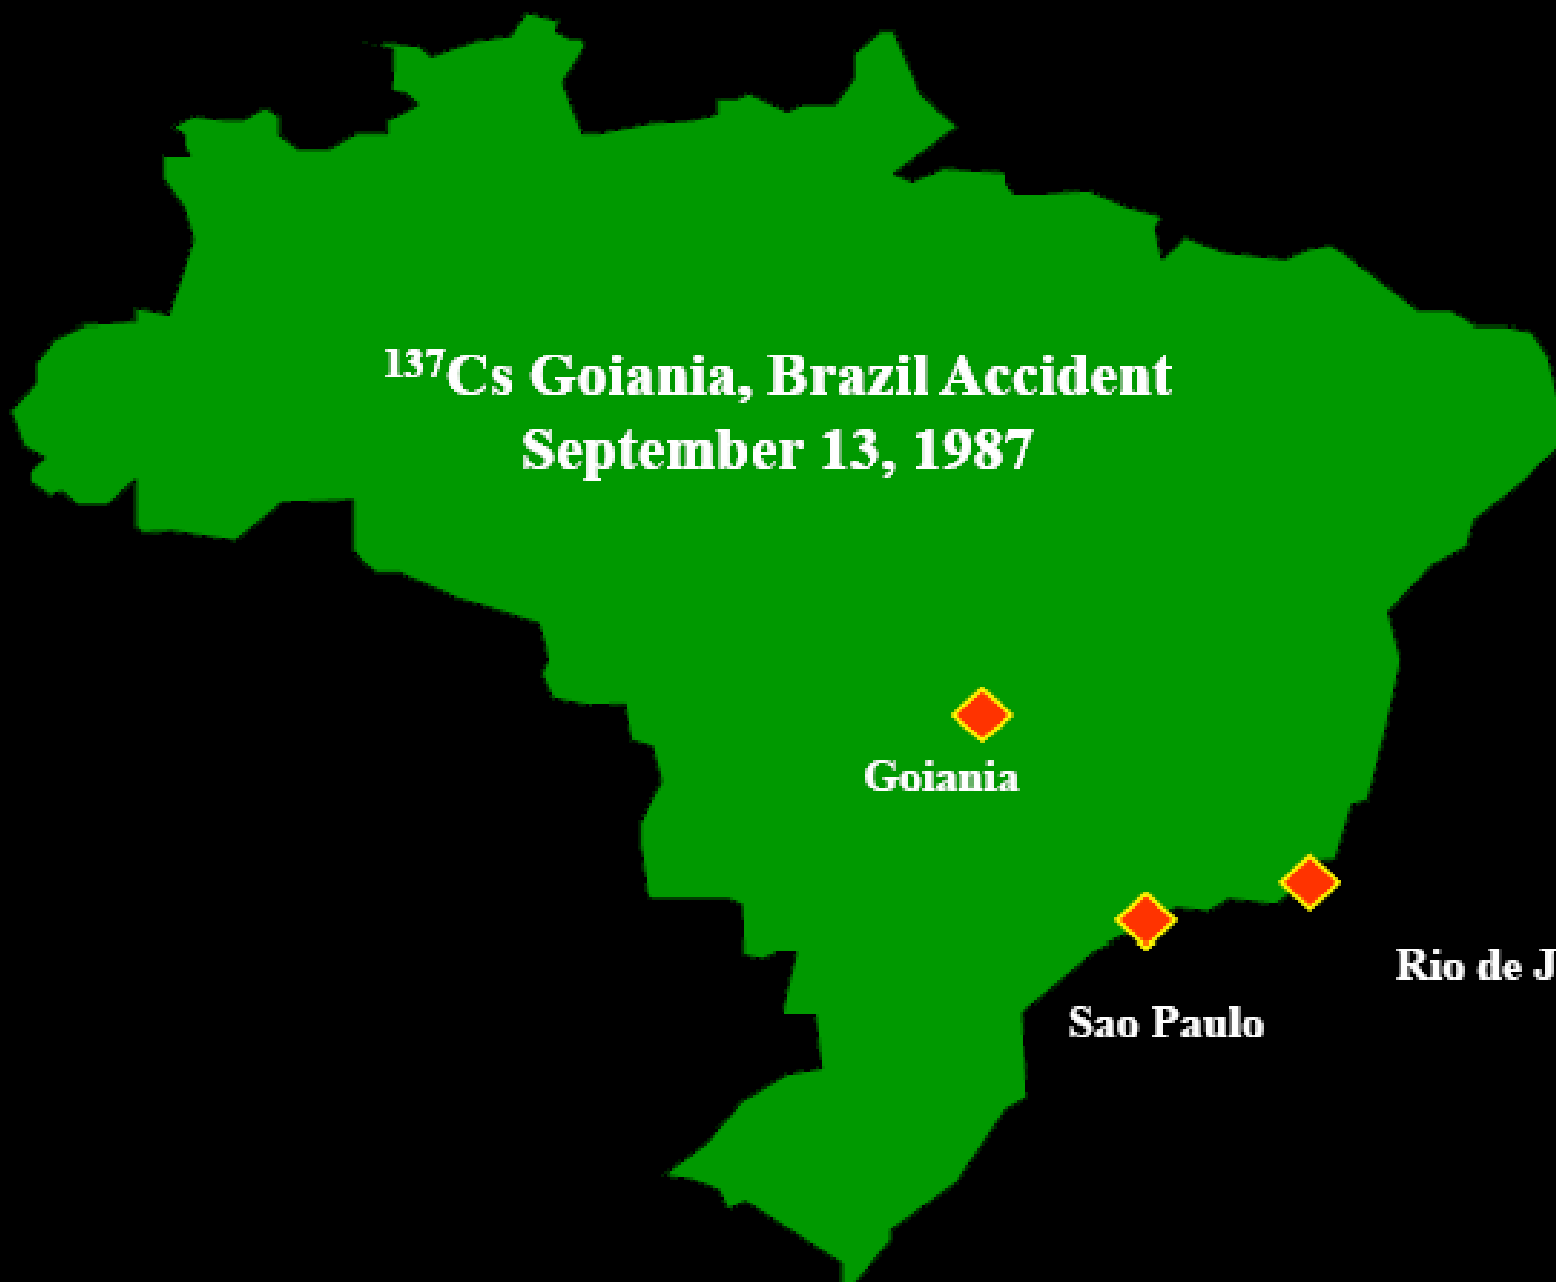 ¹³⁷Cs Goiania, Brazil Accident
September 13, 1987
Goiania
Rio de J
Sao Paulo